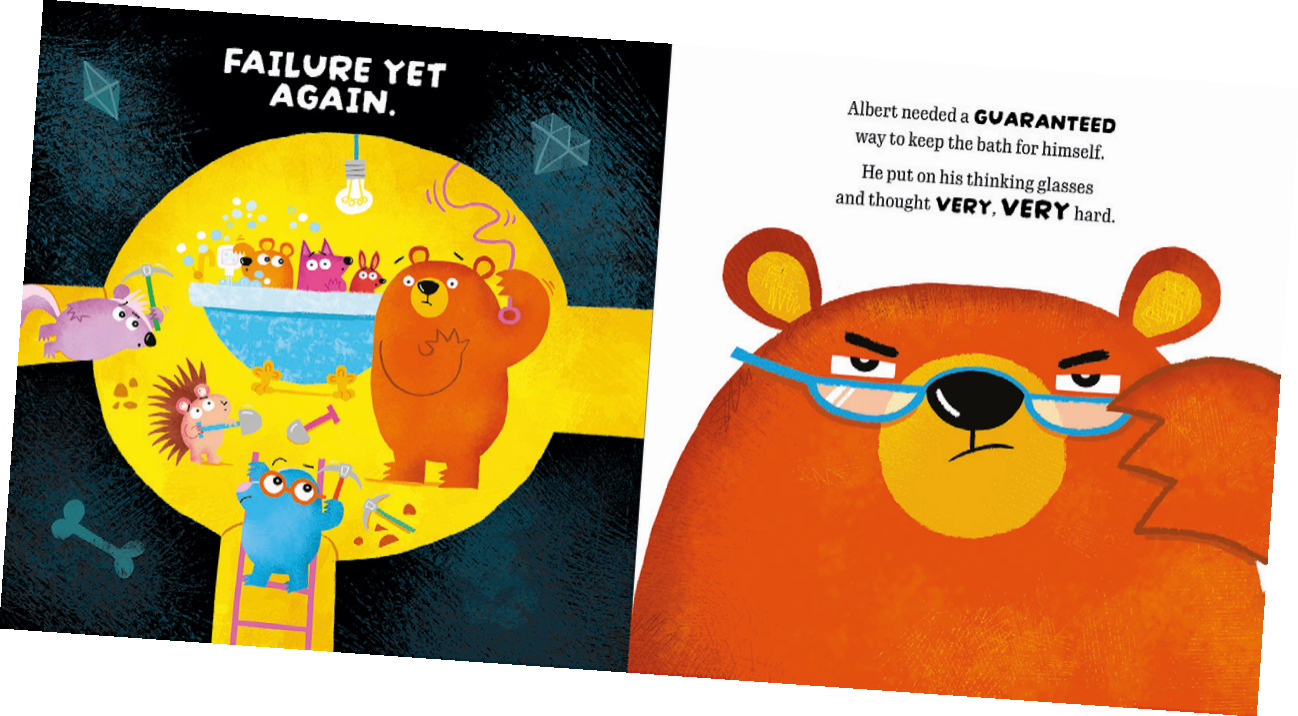 FAILURE YET
AGAIN.
Albert needed a GUARANTEED
way to keep the bath for himself.
He put on his thinking glasses
and thought VERY, VERY hard.